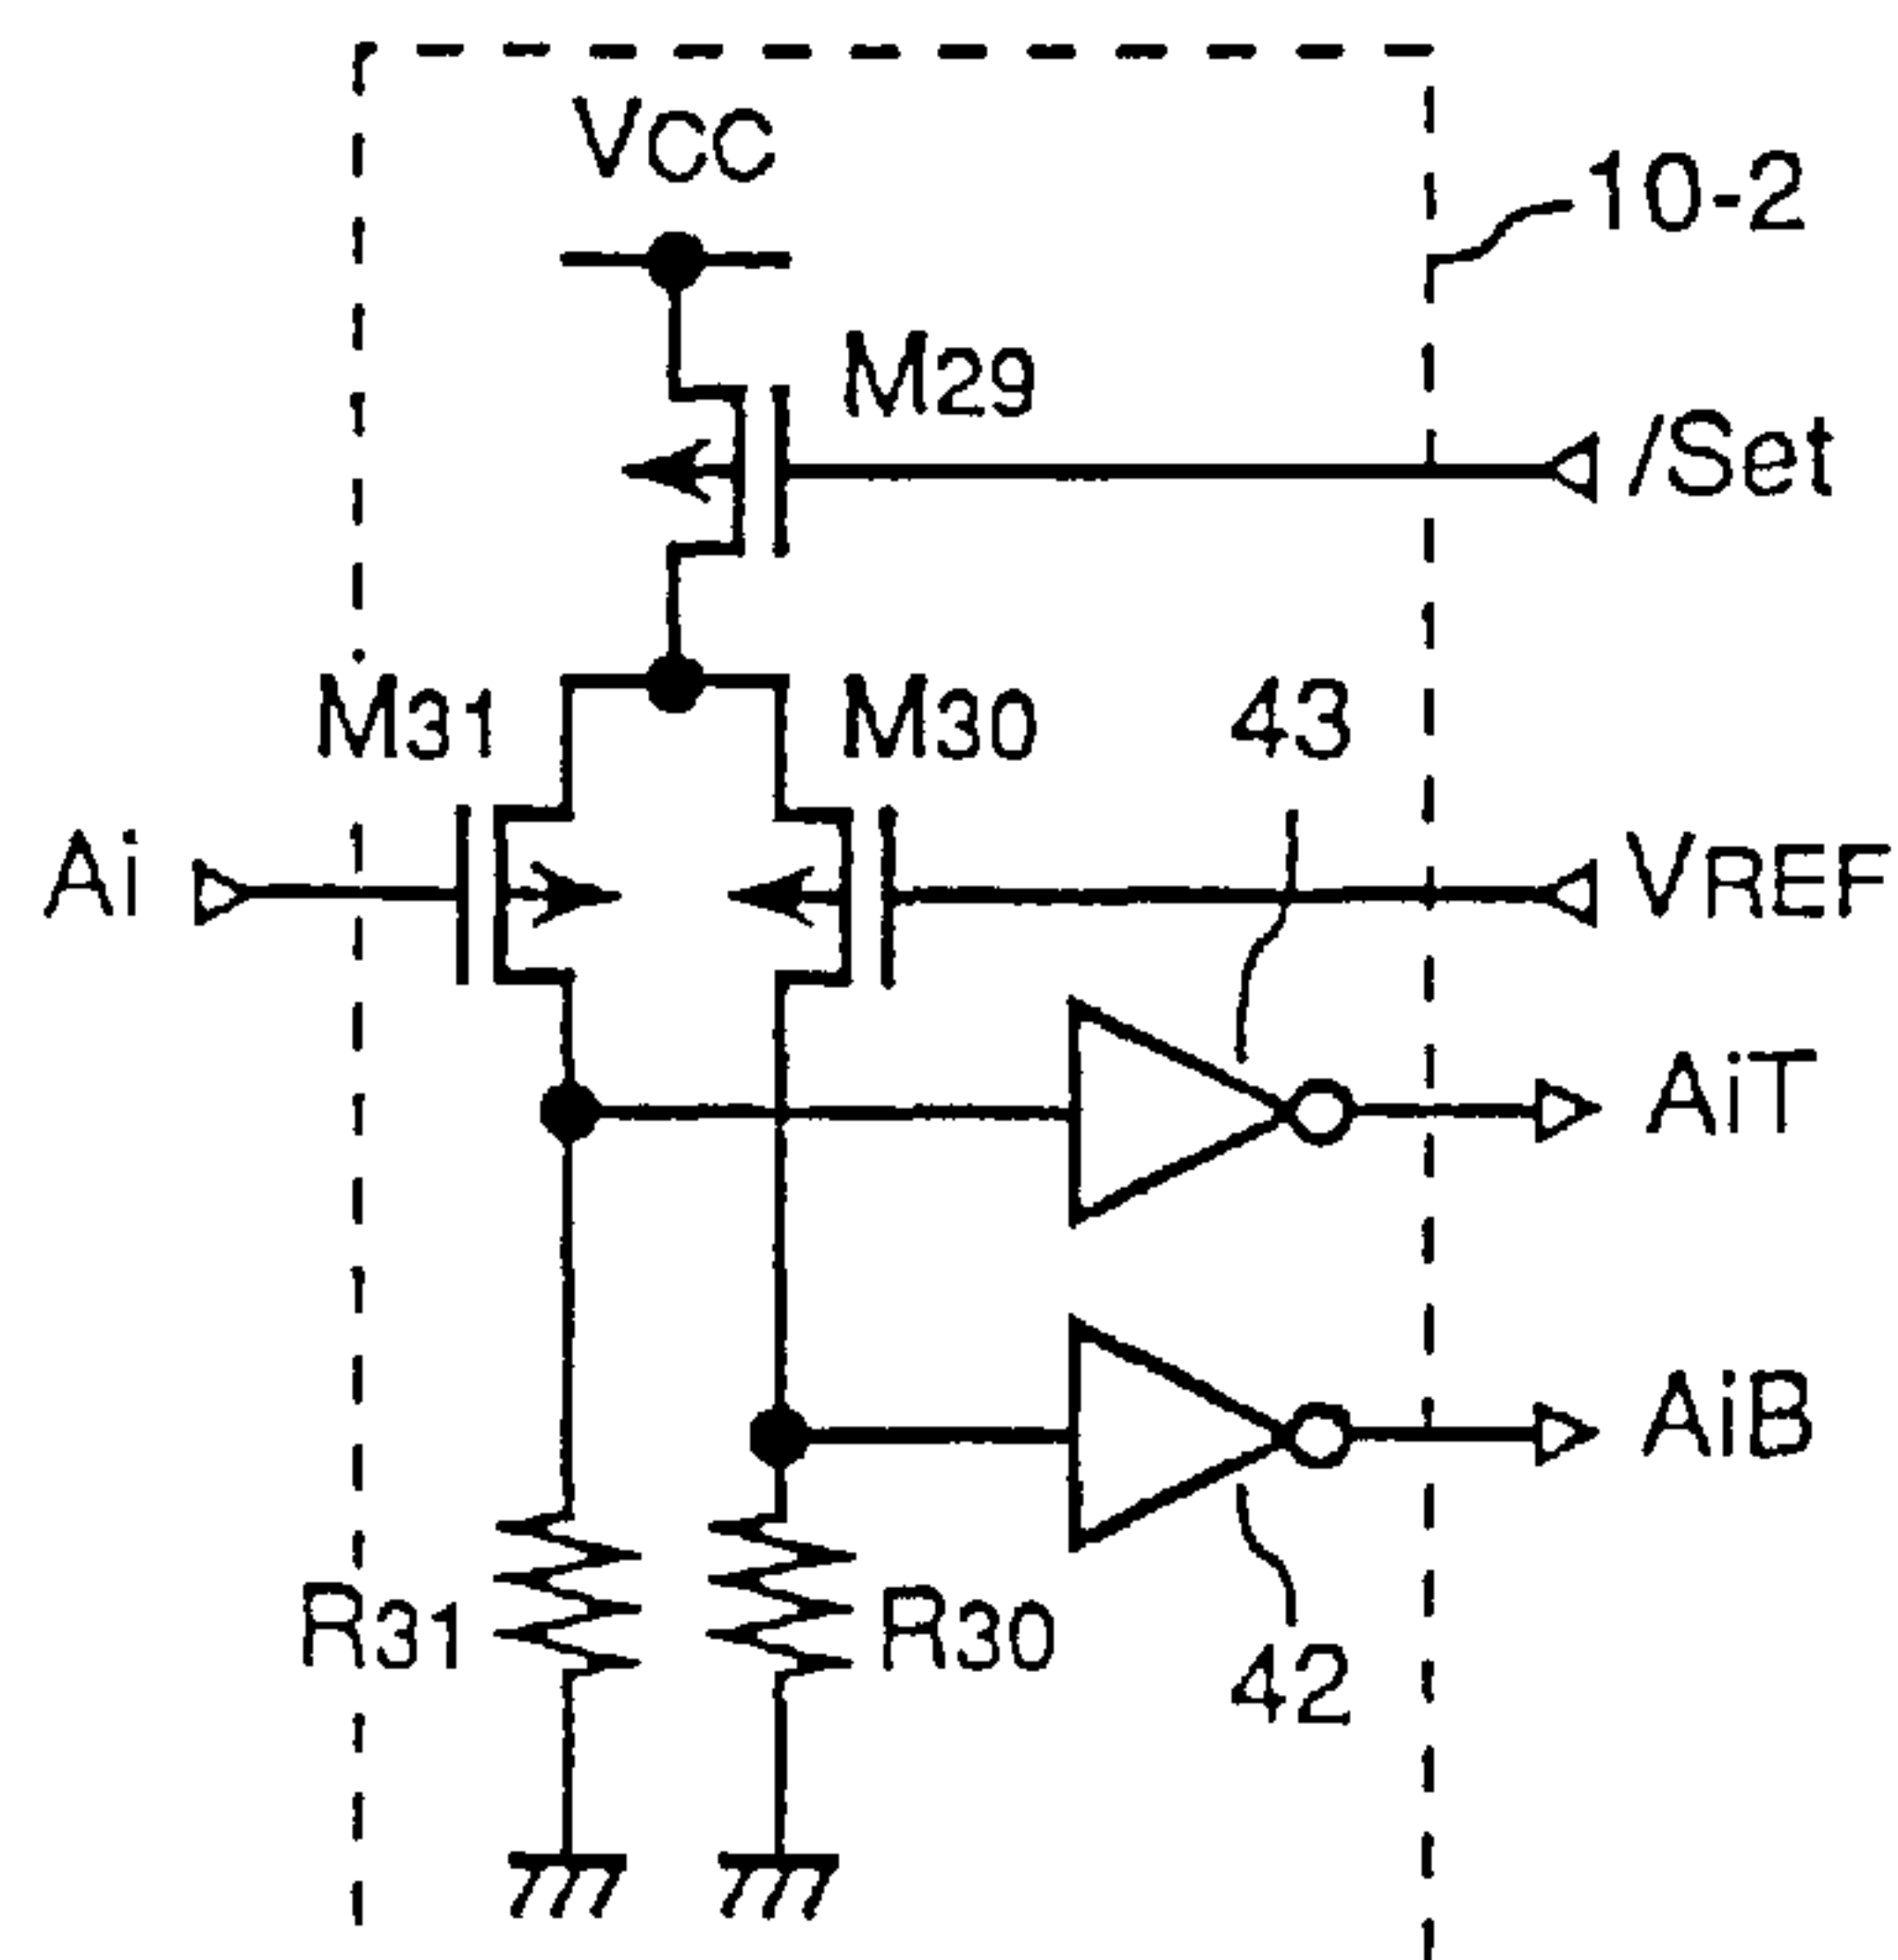 VCC
10-2
M29
/Set
M31
M30
43
Ai
VREF
AiT
AiB
R31
R30
42